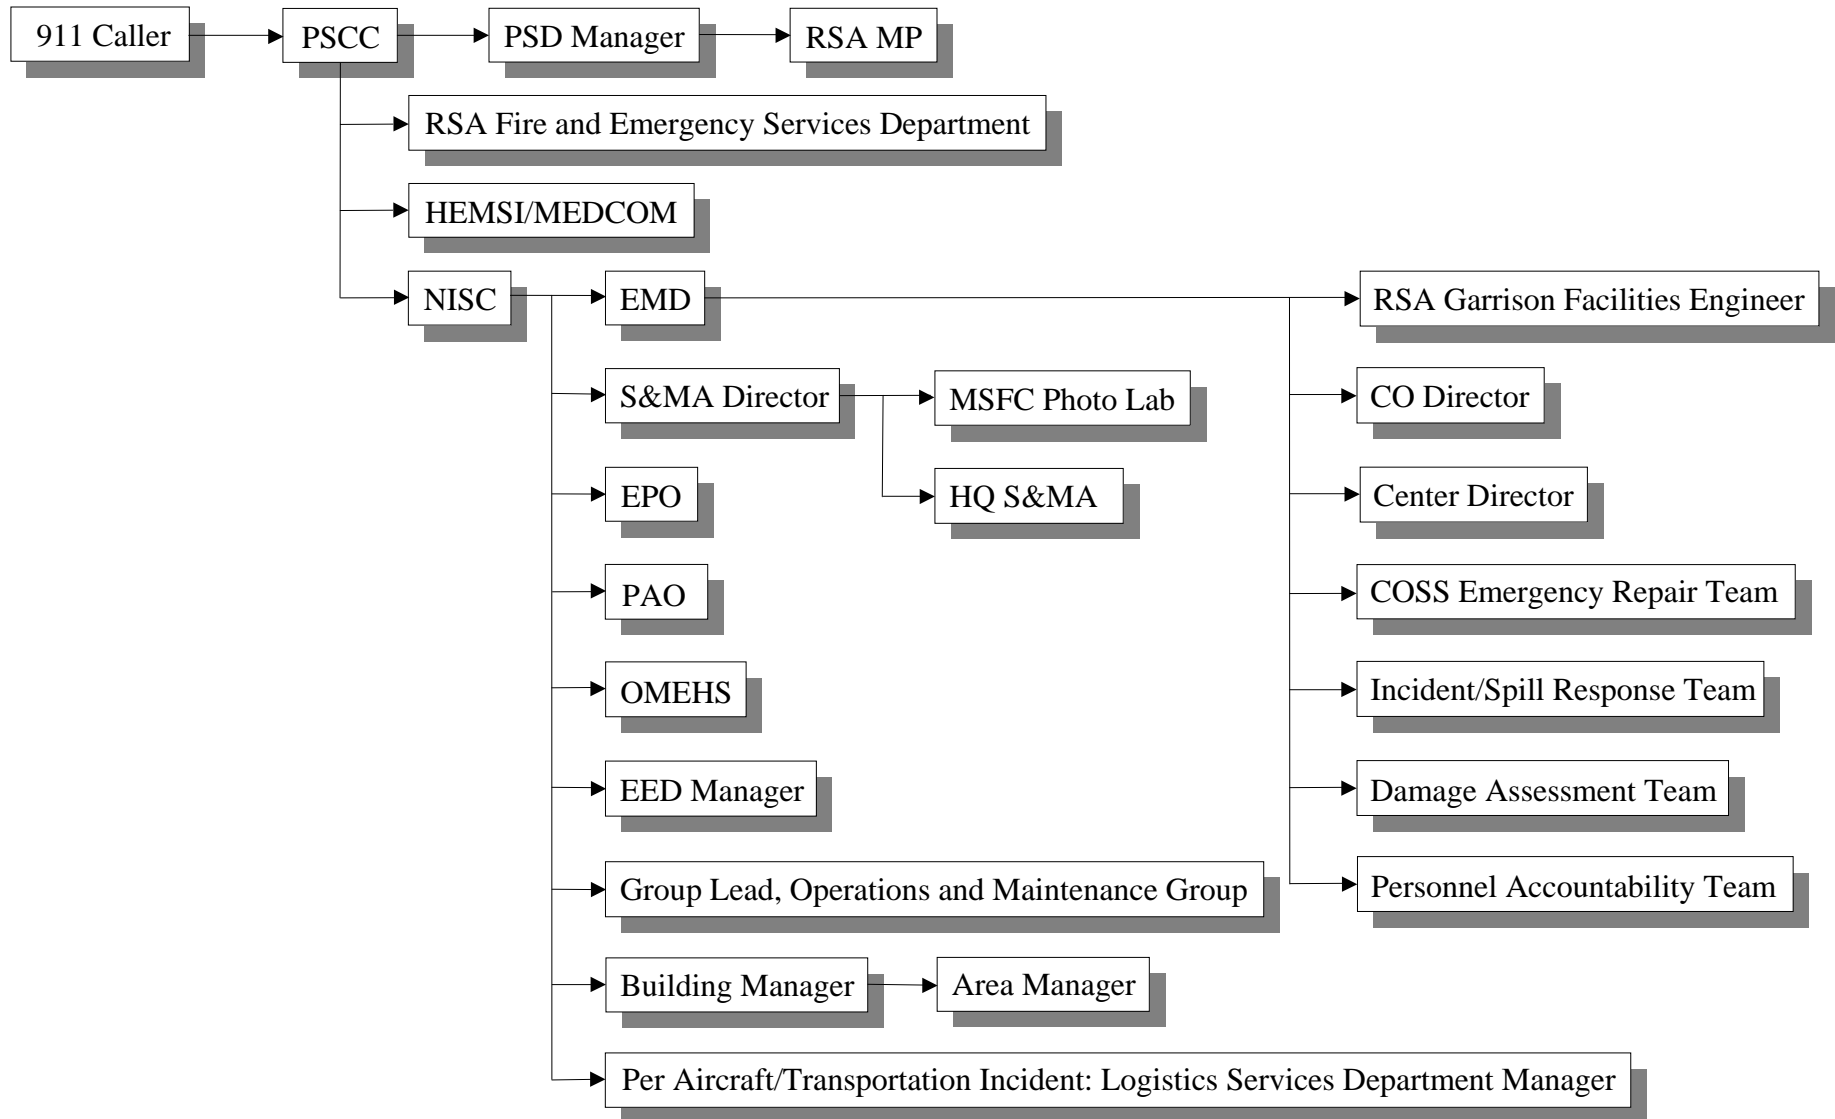 911 Caller
PSCC
PSD Manager
RSA MP
RSA Fire and Emergency Services Department
HEMSI/MEDCOM
NISC
EMD
RSA Garrison Facilities Engineer
S&MA Director
MSFC Photo Lab
CO Director
EPO
HQ S&MA
Center Director
PAO
COSS Emergency Repair Team
OMEHS
Incident/Spill Response Team
EED Manager
Damage Assessment Team
Group Lead, Operations and Maintenance Group
Personnel Accountability Team
Building Manager
Area Manager
Per Aircraft/Transportation Incident: Logistics Services Department Manager